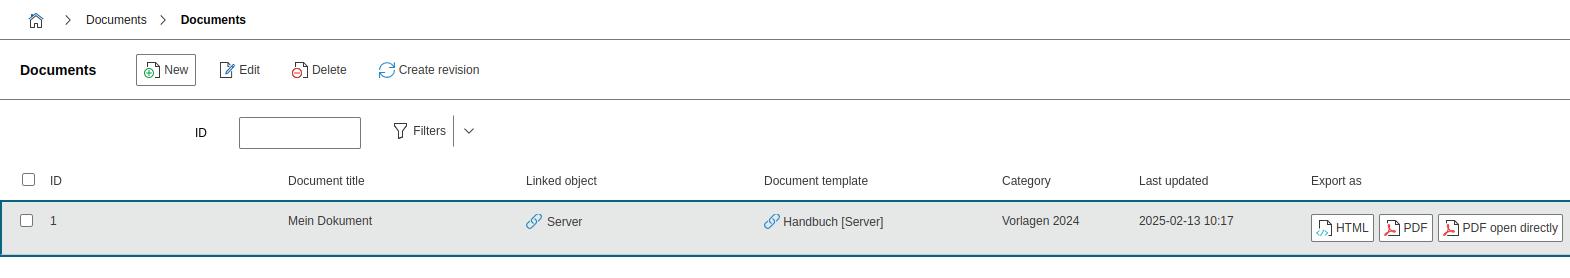 Documents Documents
Documents New Edit Delete Create revision
ID Filters
ID Document title Linked object Document template Category Last updated Export as
1 Mein Dokument Server Handbuch [Server] Vorlagen 2024 2025-02-13 10:17 HTML PDF PDF open directly